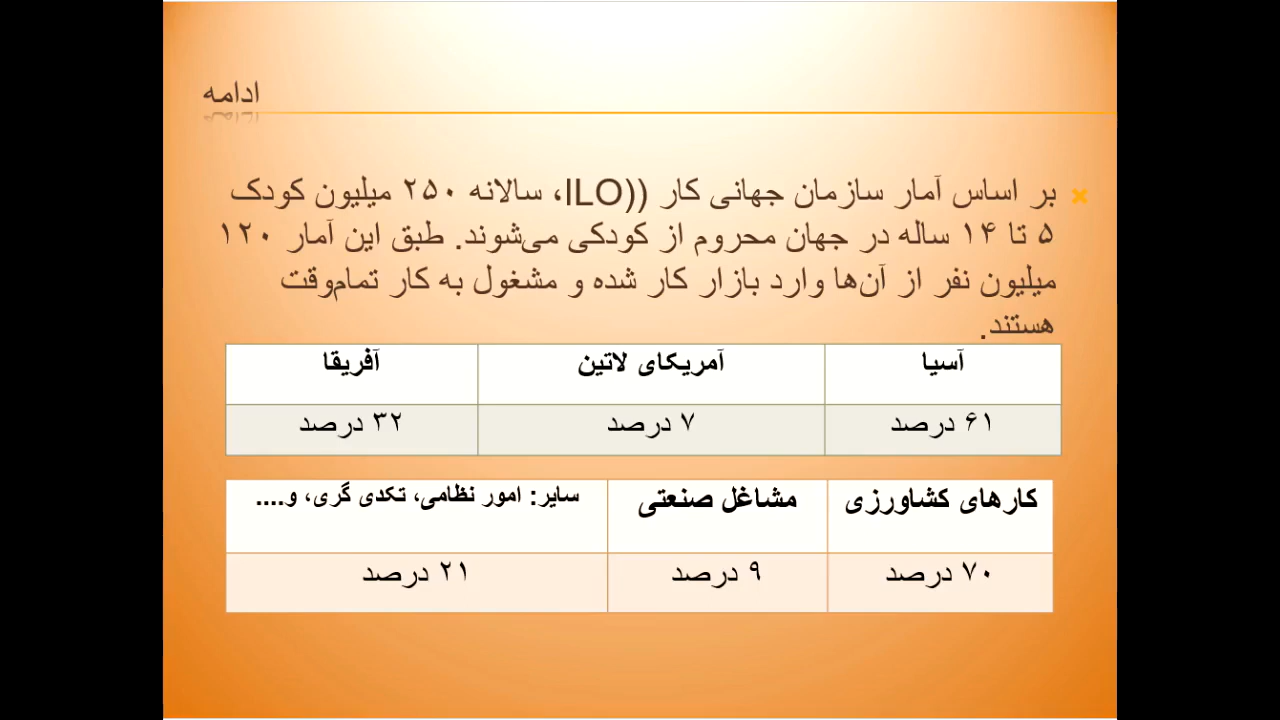 ادامه
بر اساس آمار سازمان جهانی کار ((ILO، سالانه ۲۵۰ میلیون کودک
۵ تا ۱۴ ساله در جهان محروم از کودکی می‌شوند. طبق این آمار ۱۲۰
میلیون نفر از آن‌ها وارد بازار کار شده و مشغول به کار تمام‌وقت
هستند.
آسیا آمریکای لاتین آفریقا
۶۱ درصد ۷ درصد ۳۲ درصد
کارهای کشاورزی مشاغل صنعتی سایر: امور نظامی، تکدی گری، و....
۷۰ درصد ۹ درصد ۲۱ درصد